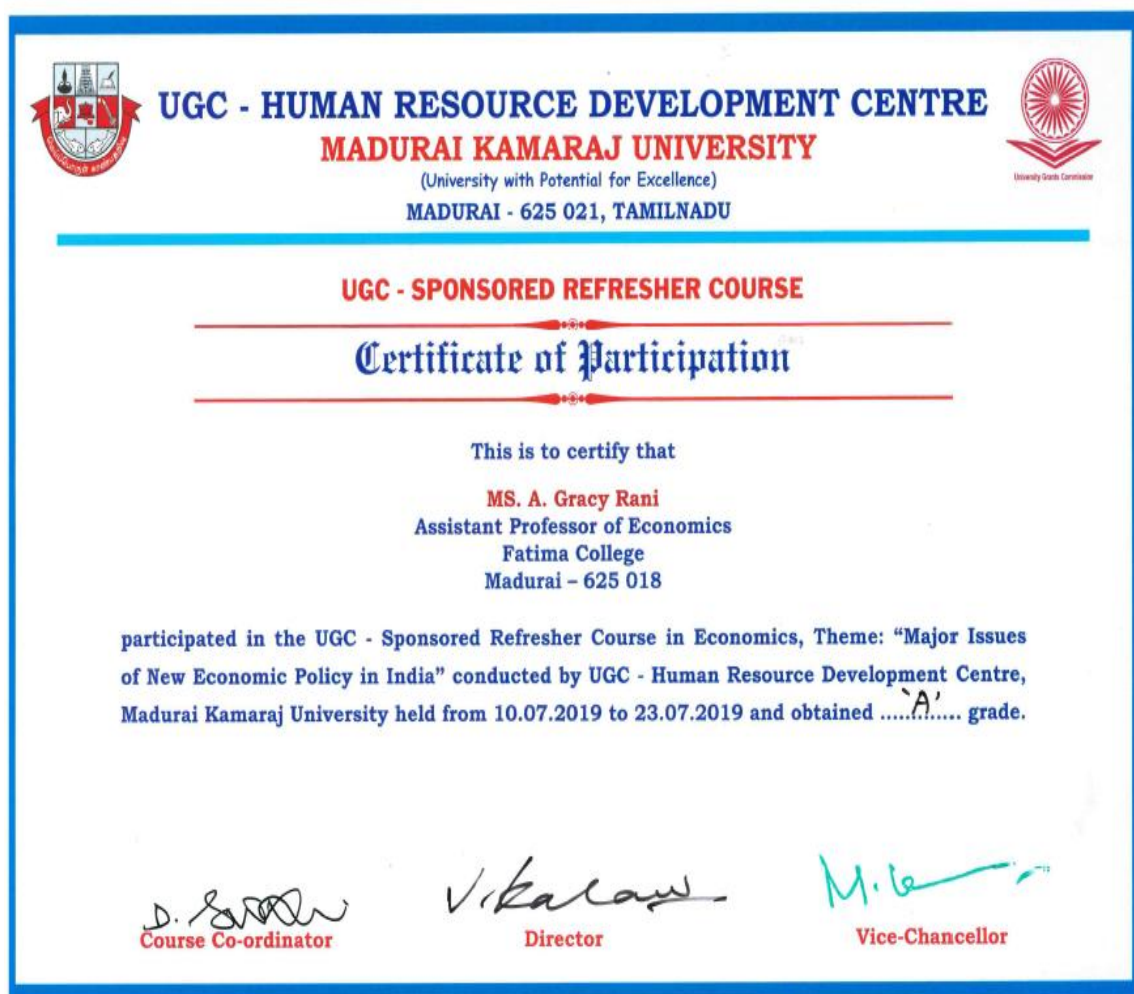 UGC - HUMAN RESOURCE DEVELOPMENT CENTRE
MADURAI KAMARAJ UNIVERSITY
(University with Potential for Excellence)
MADURAI - 625 021, TAMILNADU
University Grants Commission
UGC - SPONSORED REFRESHER COURSE
Certificate of Participation
This is to certify that
MS. A. Gracy Rani
Assistant Professor of Economics
Fatima College
Madurai – 625 018
participated in the UGC - Sponsored Refresher Course in Economics, Theme: “Major Issues
of New Economic Policy in India” conducted by UGC - Human Resource Development Centre,
Madurai Kamaraj University held from 10.07.2019 to 23.07.2019 and obtained ......‘A’...... grade.
Course Co-ordinator
Director
Vice-Chancellor